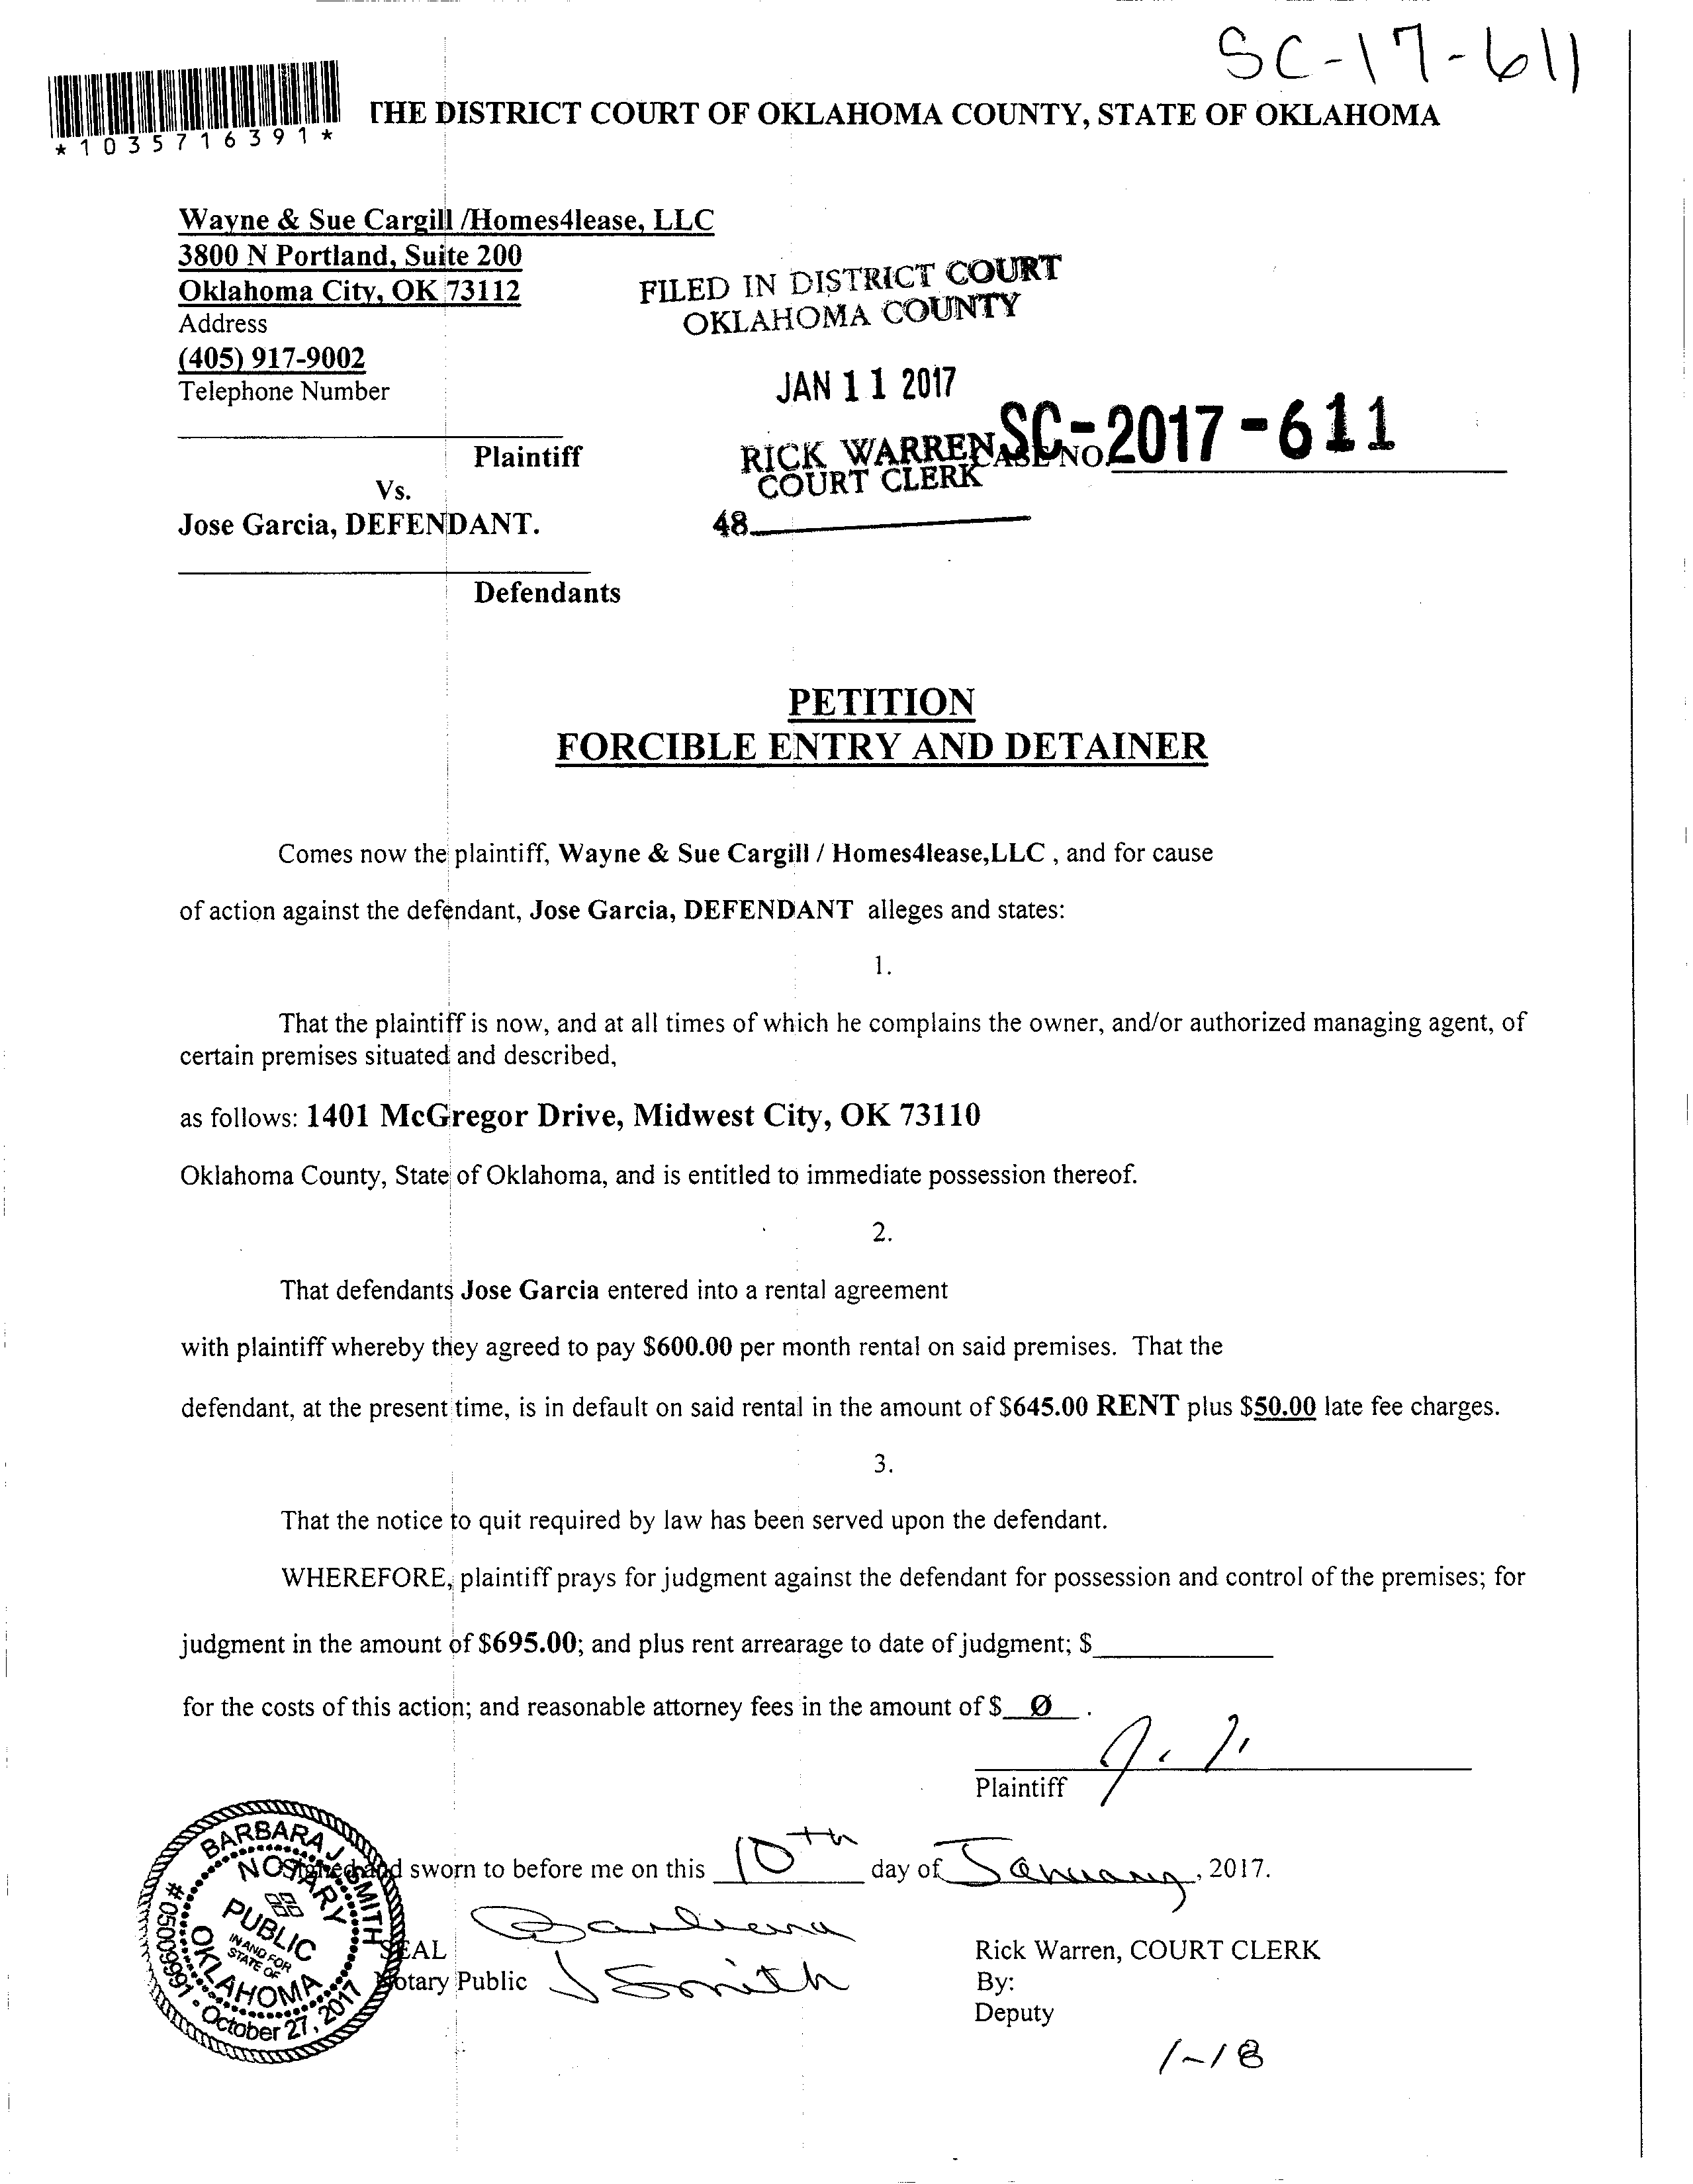 SC-17-611
*1035716391*
THE DISTRICT COURT OF OKLAHOMA COUNTY, STATE OF OKLAHOMA
Wayne & Sue Cargill /Homes4lease, LLC
3800 N Portland, Suite 200
Oklahoma City, OK 73112
Address
(405) 917-9002
Telephone Number
FILED IN DISTRICT COURT
OKLAHOMA COUNTY
JAN 11 2017
RICK WARREN
COURT CLERK
48
CASE NO. SC-2017-611
Plaintiff
Vs.
Jose Garcia, DEFENDANT.
Defendants
PETITION
FORCIBLE ENTRY AND DETAINER
Comes now the plaintiff, Wayne & Sue Cargill / Homes4lease,LLC , and for cause
of action against the defendant, Jose Garcia, DEFENDANT alleges and states:
1.
That the plaintiff is now, and at all times of which he complains the owner, and/or authorized managing agent, of
certain premises situated and described,
as follows: 1401 McGregor Drive, Midwest City, OK 73110
Oklahoma County, State of Oklahoma, and is entitled to immediate possession thereof.
2.
That defendants Jose Garcia entered into a rental agreement
with plaintiff whereby they agreed to pay $600.00 per month rental on said premises. That the
defendant, at the present time, is in default on said rental in the amount of $645.00 RENT plus $50.00 late fee charges.
3.
That the notice to quit required by law has been served upon the defendant.
WHEREFORE, plaintiff prays for judgment against the defendant for possession and control of the premises; for
judgment in the amount of $695.00; and plus rent arrearage to date of judgment; $
for the costs of this action; and reasonable attorney fees in the amount of $ Ø .
Plaintiff
Signed and sworn to before me on this 10th day of January, 2017.
Barbara
J Smith
SEAL
Notary Public
BARBARA J SMITH
NOTARY
PUBLIC
IN AND FOR
STATE OF
OKLAHOMA
# 05009991 - October 27, 2017
Rick Warren, COURT CLERK
By:
Deputy
1-18